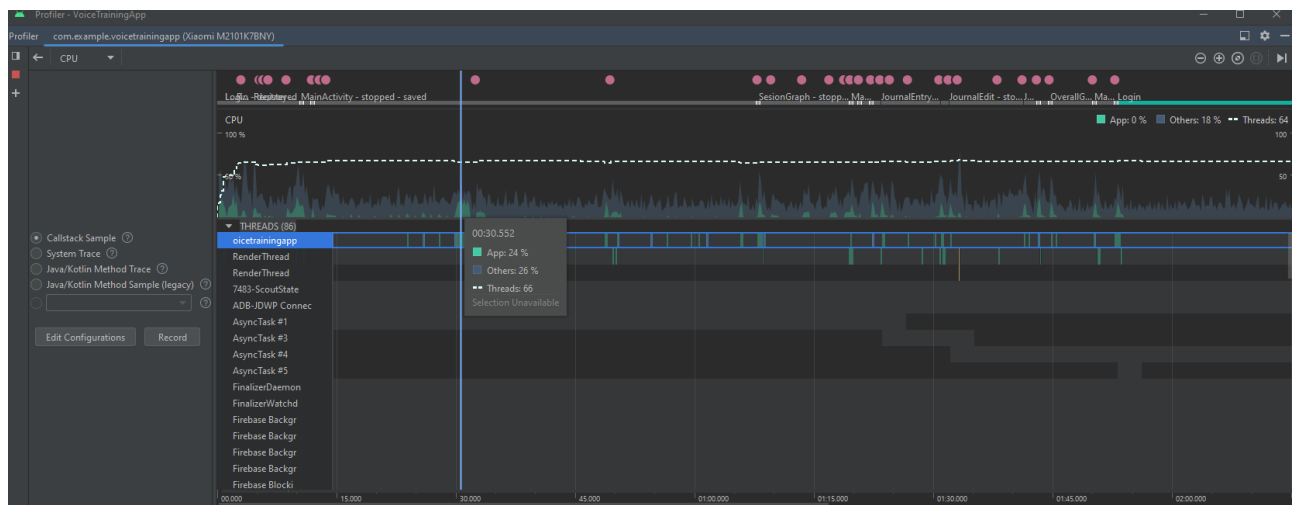 Profiler - VoiceTrainingApp
Profiler com.example.voicetrainingapp (Xiaomi M2101K7BNY)
CPU
MainActivity - stopped - saved
SesionGraph - stopp... Ma... JournalEntry... JournalEdit - sto... J... OverallG... Ma... Login
CPU
App: 0 % Others: 18 % Threads: 64
100 %
100
50 %
50
THREADS (86)
oicetrainingapp
RenderThread
RenderThread
7483-ScoutState
ADB-JDWP Connec
AsyncTask #1
AsyncTask #3
AsyncTask #4
AsyncTask #5
FinalizerDaemon
FinalizerWatchd
Firebase Backgr
Firebase Backgr
Firebase Backgr
Firebase Backgr
Firebase Blocki
00:30.552
App: 24 %
Others: 26 %
Threads: 66
Selection Unavailable
Callstack Sample
System Trace
Java/Kotlin Method Trace
Java/Kotlin Method Sample (legacy)
Edit Configurations Record
00.000 15.000 30.000 45.000 01:00.000 01:15.000 01:30.000 01:45.000 02:00.000